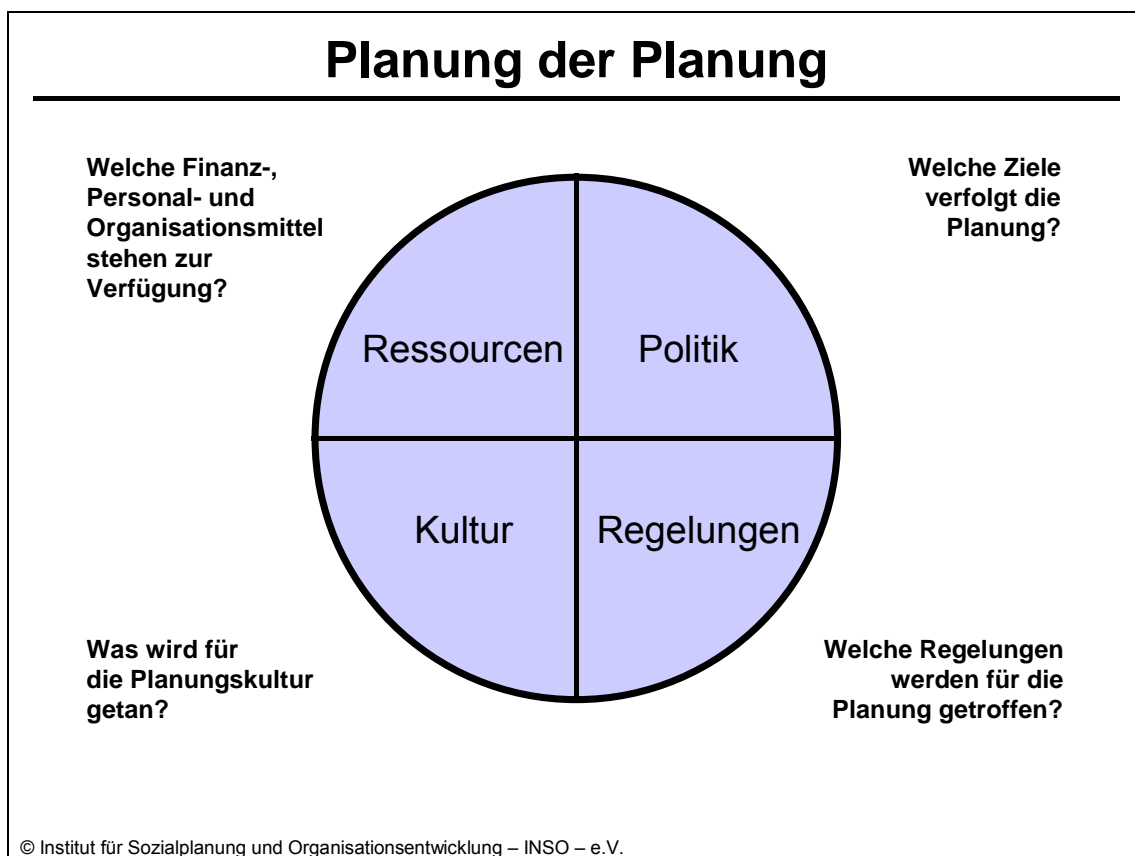 Planung der Planung
Welche Finanz-,
Personal- und
Organisationsmittel
stehen zur
Verfügung?
Welche Ziele
verfolgt die
Planung?
Ressourcen
Politik
Kultur
Regelungen
Was wird für
die Planungskultur
getan?
Welche Regelungen
werden für die
Planung getroffen?
© Institut für Sozialplanung und Organisationsentwicklung – INSO – e.V.